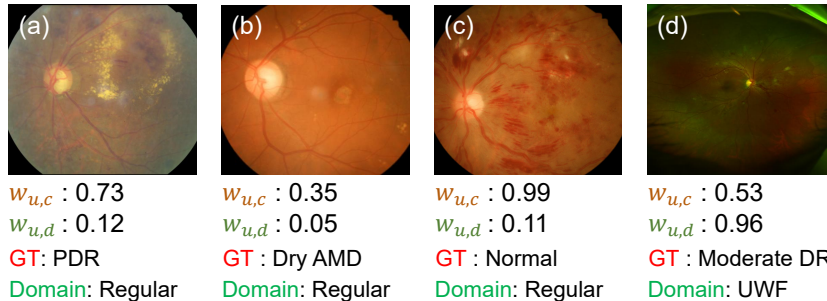 (a) (b) (c) (d)
w_{u,c} : 0.73 w_{u,c} : 0.35 w_{u,c} : 0.99 w_{u,c} : 0.53
w_{u,d} : 0.12 w_{u,d} : 0.05 w_{u,d} : 0.11 w_{u,d} : 0.96
GT: PDR GT : Dry AMD GT : Normal GT : Moderate DR
Domain: Regular Domain: Regular Domain: Regular Domain: UWF